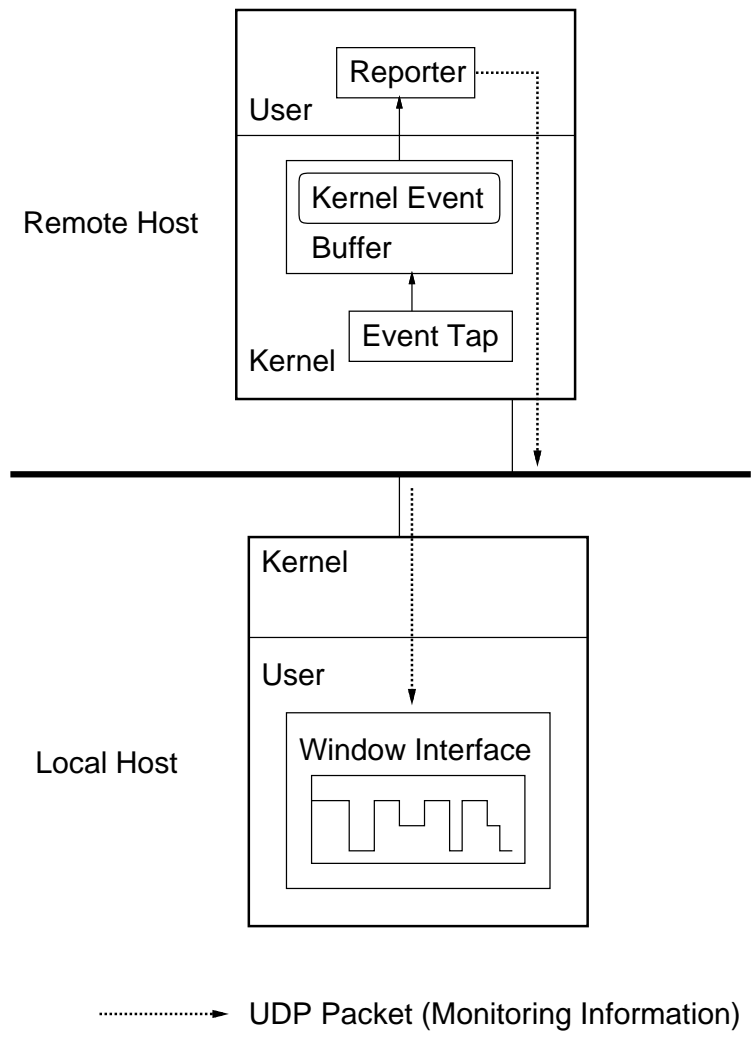 Reporter
User
Kernel Event
Remote Host
Buffer
Event Tap
Kernel
Kernel
User
Window Interface
Local Host
UDP Packet (Monitoring Information)